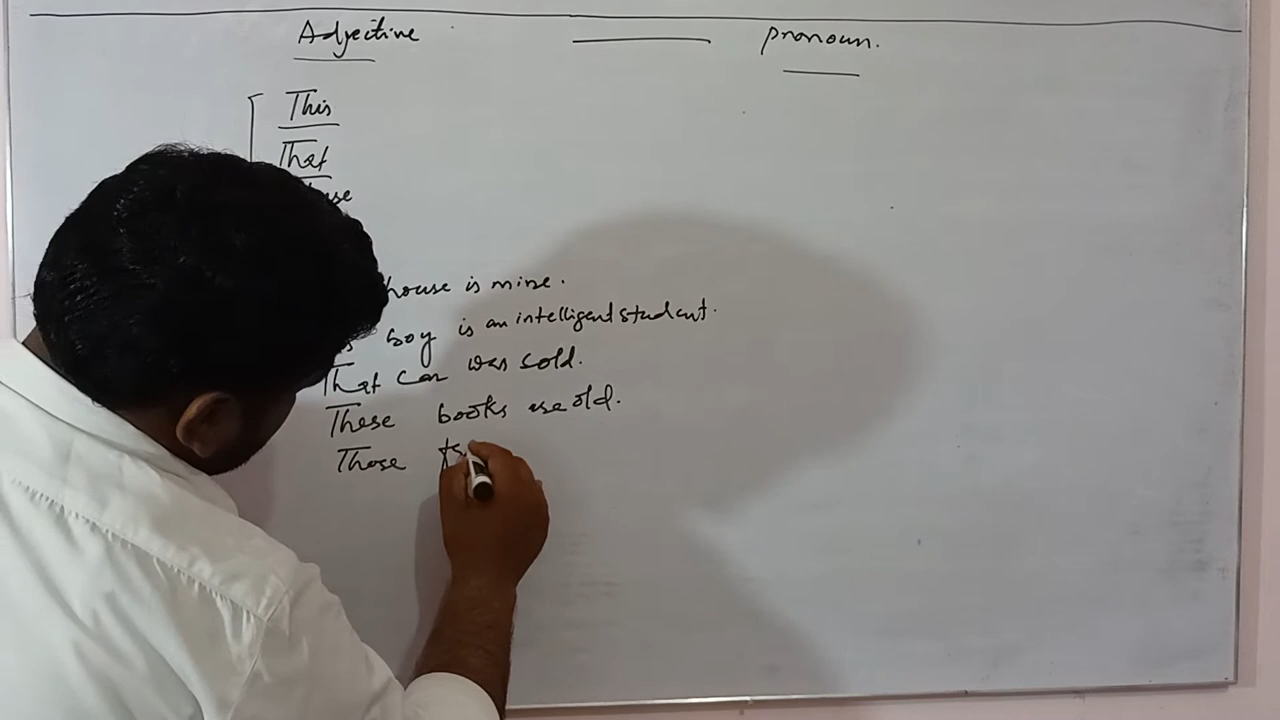 Adjective pronoun.
This
That
house is mine.
boy is an intelligent student.
That car was sold.
These books are old.
Those